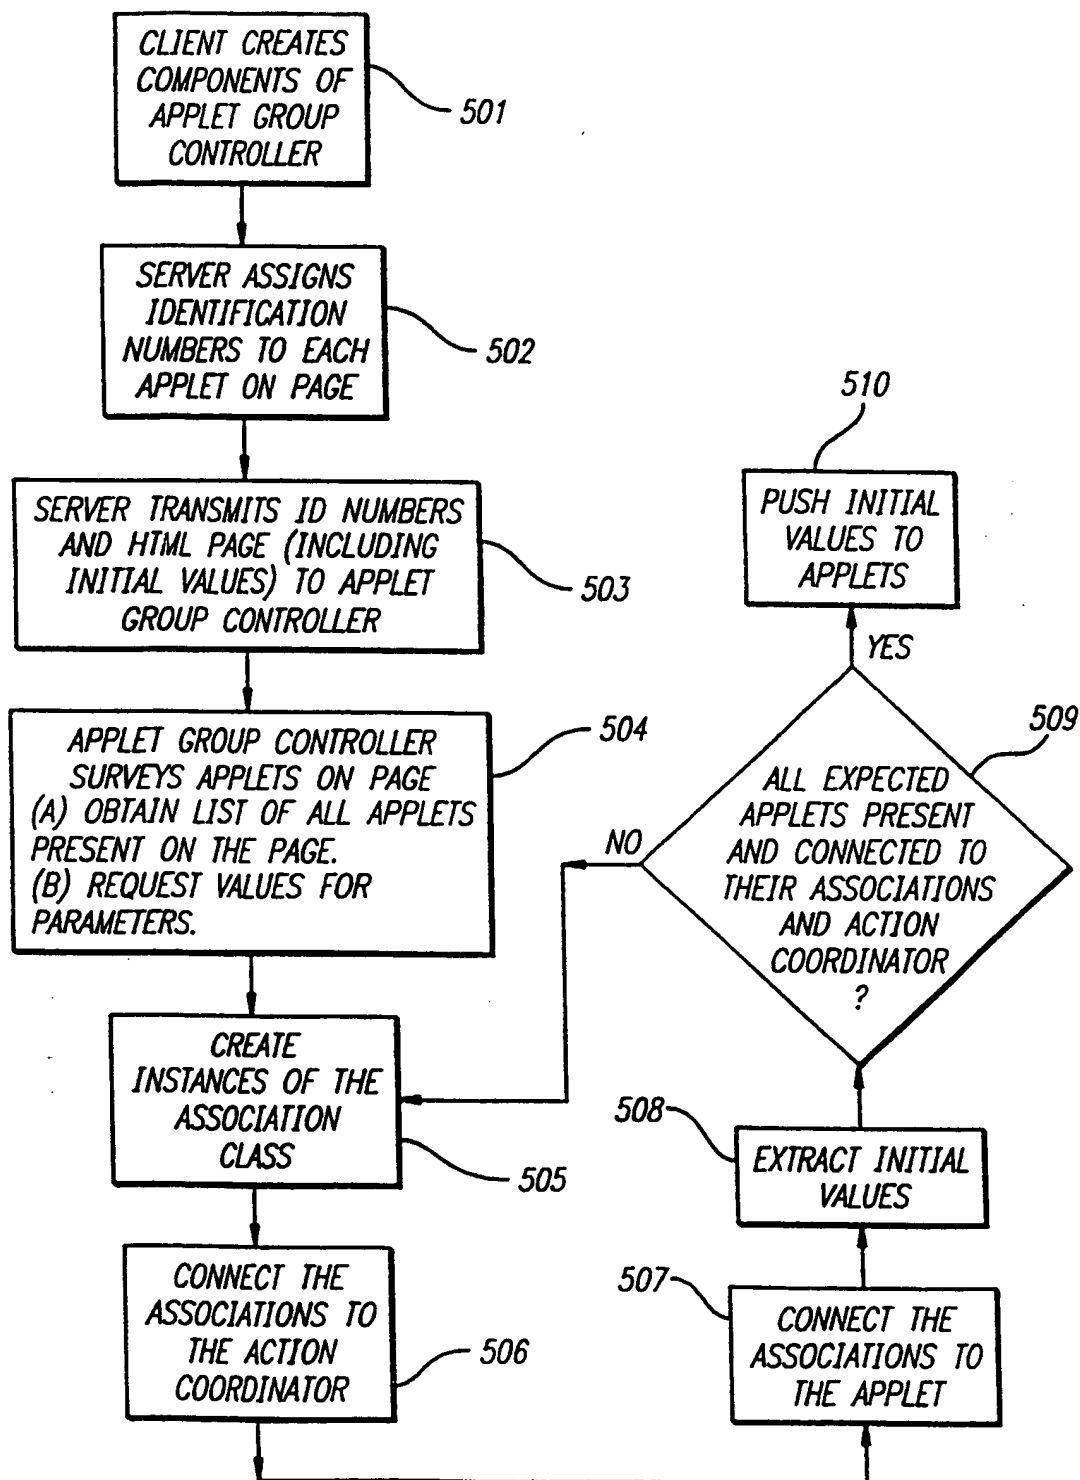 CLIENT CREATES
COMPONENTS OF
APPLET GROUP
CONTROLLER
501
SERVER ASSIGNS
IDENTIFICATION
NUMBERS TO EACH
APPLET ON PAGE
502
SERVER TRANSMITS ID NUMBERS
AND HTML PAGE (INCLUDING
INITIAL VALUES) TO APPLET
GROUP CONTROLLER
503
APPLET GROUP CONTROLLER
SURVEYS APPLETS ON PAGE
(A) OBTAIN LIST OF ALL APPLETS
PRESENT ON THE PAGE.
(B) REQUEST VALUES FOR
PARAMETERS.
504
CREATE
INSTANCES OF THE
ASSOCIATION
CLASS
505
CONNECT THE
ASSOCIATIONS TO
THE ACTION
COORDINATOR
506
507
CONNECT THE
ASSOCIATIONS TO
THE APPLET
508
EXTRACT INITIAL
VALUES
509
ALL EXPECTED
APPLETS PRESENT
AND CONNECTED TO
THEIR ASSOCIATIONS
AND ACTION
COORDINATOR
?
NO
YES
510
PUSH INITIAL
VALUES TO
APPLETS